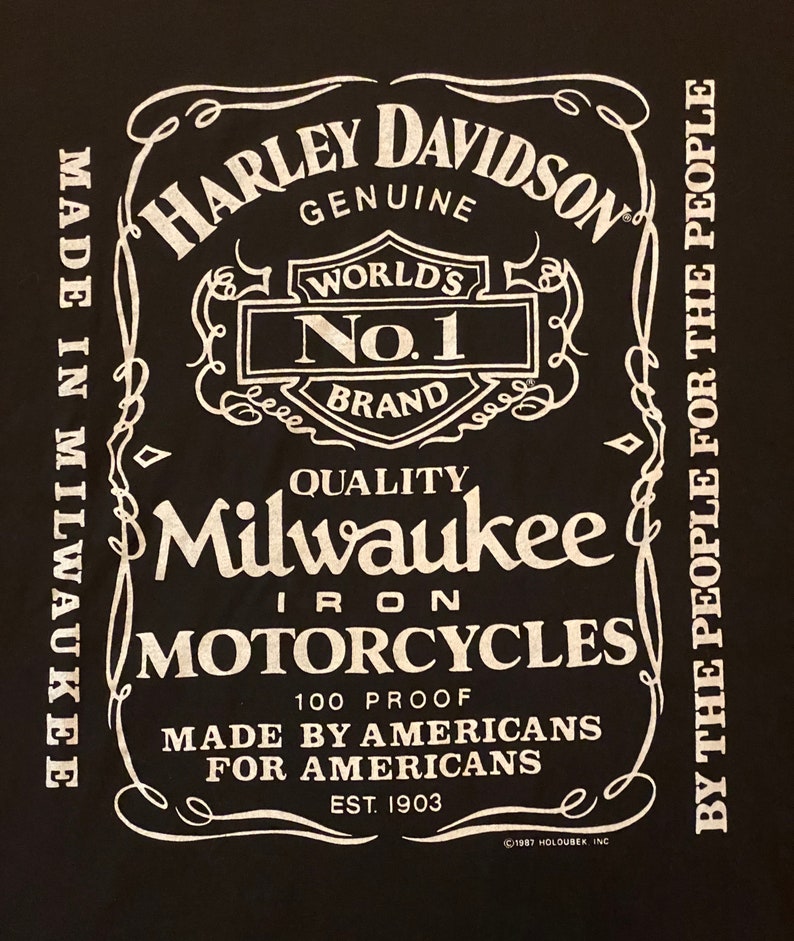 HARLEY DAVIDSON®
GENUINE
WORLD'S
No. 1
BRAND
®
QUALITY
Milwaukee
IRON
MOTORCYCLES
100 PROOF
MADE BY AMERICANS
FOR AMERICANS
EST. 1903
©1987 HOLOUBEK, INC
MADE IN MILWAUKEE
BY THE PEOPLE FOR THE PEOPLE